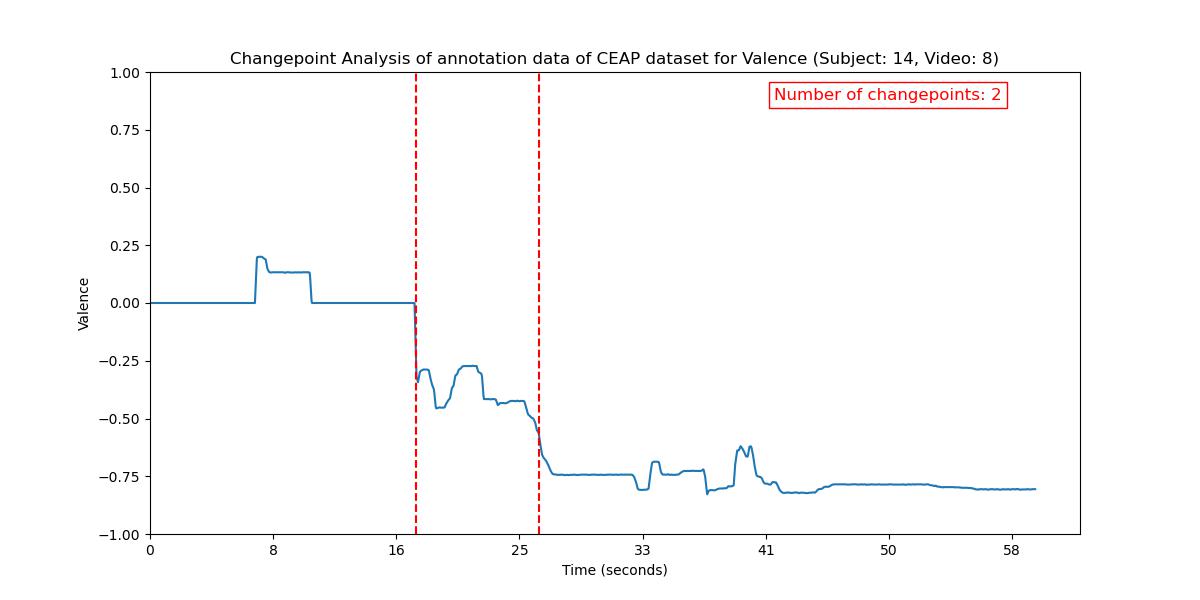 Changepoint Analysis of annotation data of CEAP dataset for Valence (Subject: 14, Video: 8)
Number of changepoints: 2
Valence
1.00
0.75
0.50
0.25
0.00
−0.25
−0.50
−0.75
−1.00
0 8 16 25 33 41 50 58
Time (seconds)